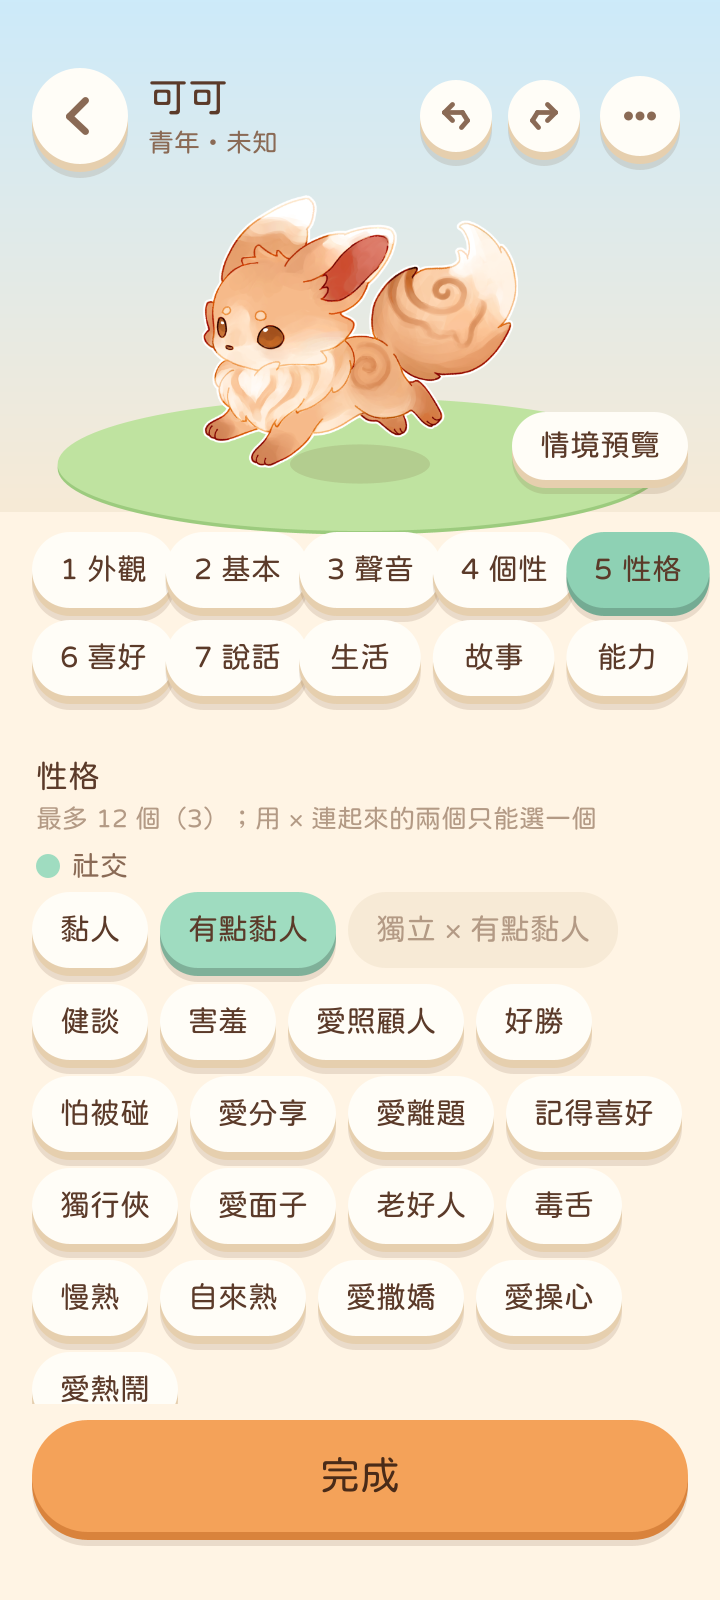 可可
青年・未知
情境預覽
1 外觀 2 基本 3 聲音 4 個性 5 性格
6 喜好 7 說話 生活 故事 能力
性格
最多 12 個（3）；用 × 連起來的兩個只能選一個
社交
黏人 有點黏人 獨立 × 有點黏人
健談 害羞 愛照顧人 好勝
怕被碰 愛分享 愛離題 記得喜好
獨行俠 愛面子 老好人 毒舌
慢熟 自來熟 愛撒嬌 愛操心
愛熱鬧
完成